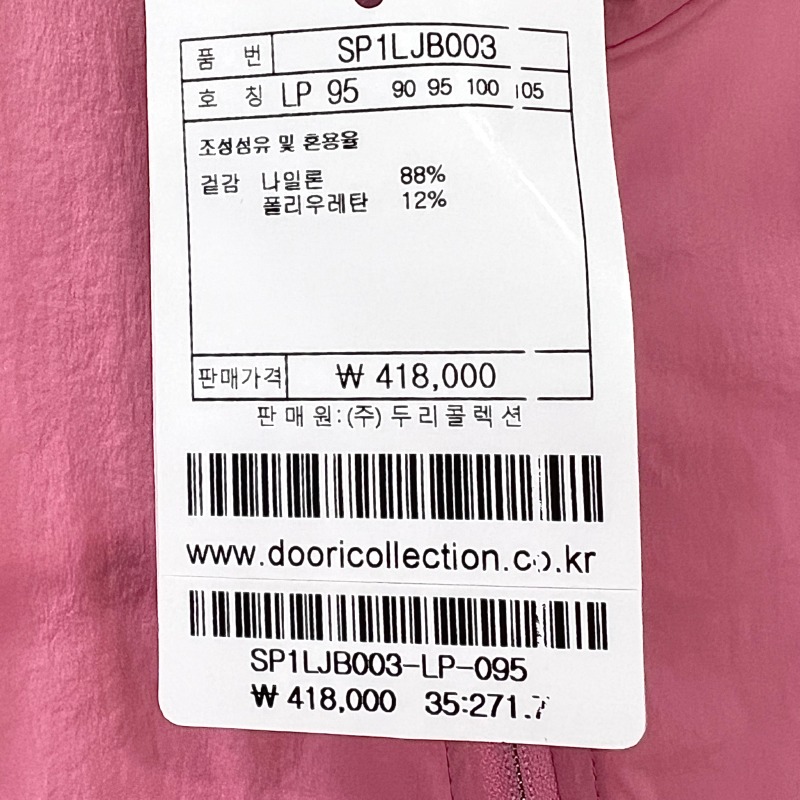 품 번 SP1LJB003
호 칭 LP 95 90 95 100 105
조성섬유 및 혼용율
겉감 나일론 88%
폴리우레탄 12%
판매가격 ₩ 418,000
판 매 원:(주) 두 리 콜 렉 션
www.dooricollection.co.kr
SP1LJB003-LP-095
₩ 418,000 35:271.7